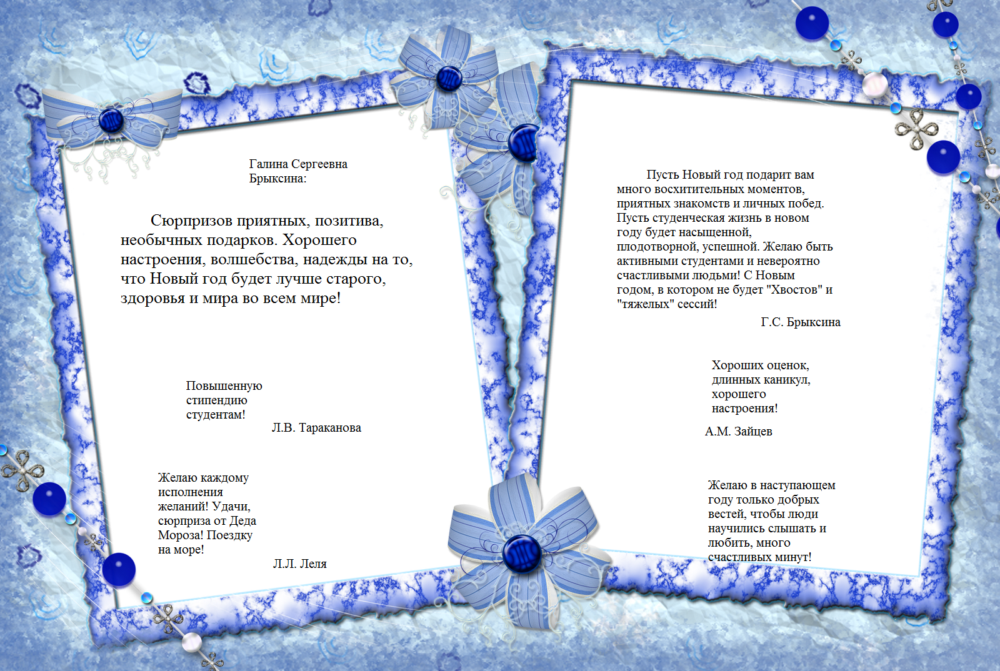 Галина Сергеевна
Брыксина:
Сюрпризов приятных, позитива,
необычных подарков. Хорошего
настроения, волшебства, надежды на то,
что Новый год будет лучше старого,
здоровья и мира во всем мире!
Повышенную
стипендию
студентам!
Л.В. Тараканова
Желаю каждому
исполнения
желаний! Удачи,
сюрприза от Деда
Мороза! Поездку
на море!
Л.Л. Леля
Пусть Новый год подарит вам
много восхитительных моментов,
приятных знакомств и личных побед.
Пусть студенческая жизнь в новом
году будет насыщенной,
плодотворной, успешной. Желаю быть
активными студентами и невероятно
счастливыми людьми! С Новым
годом, в котором не будет "Хвостов" и
"тяжелых" сессий!
Г.С. Брыксина
Хороших оценок,
длинных каникул,
хорошего
настроения!
А.М. Зайцев
Желаю в наступающем
году только добрых
вестей, чтобы люди
научились слышать и
любить, много
счастливых минут!